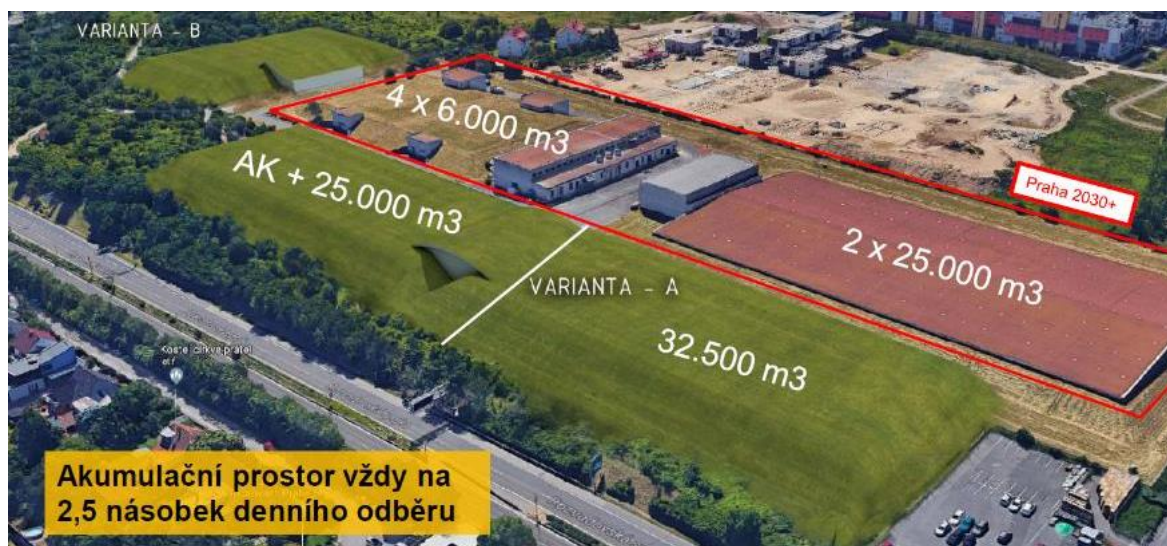 VARIANTA - B
4 x 6.000 m3
AK + 25.000 m3
Praha 2030+
2 x 25.000 m3
VARIANTA - A
32.500 m3
Akumulační prostor vždy na
2,5 násobek denního odběru